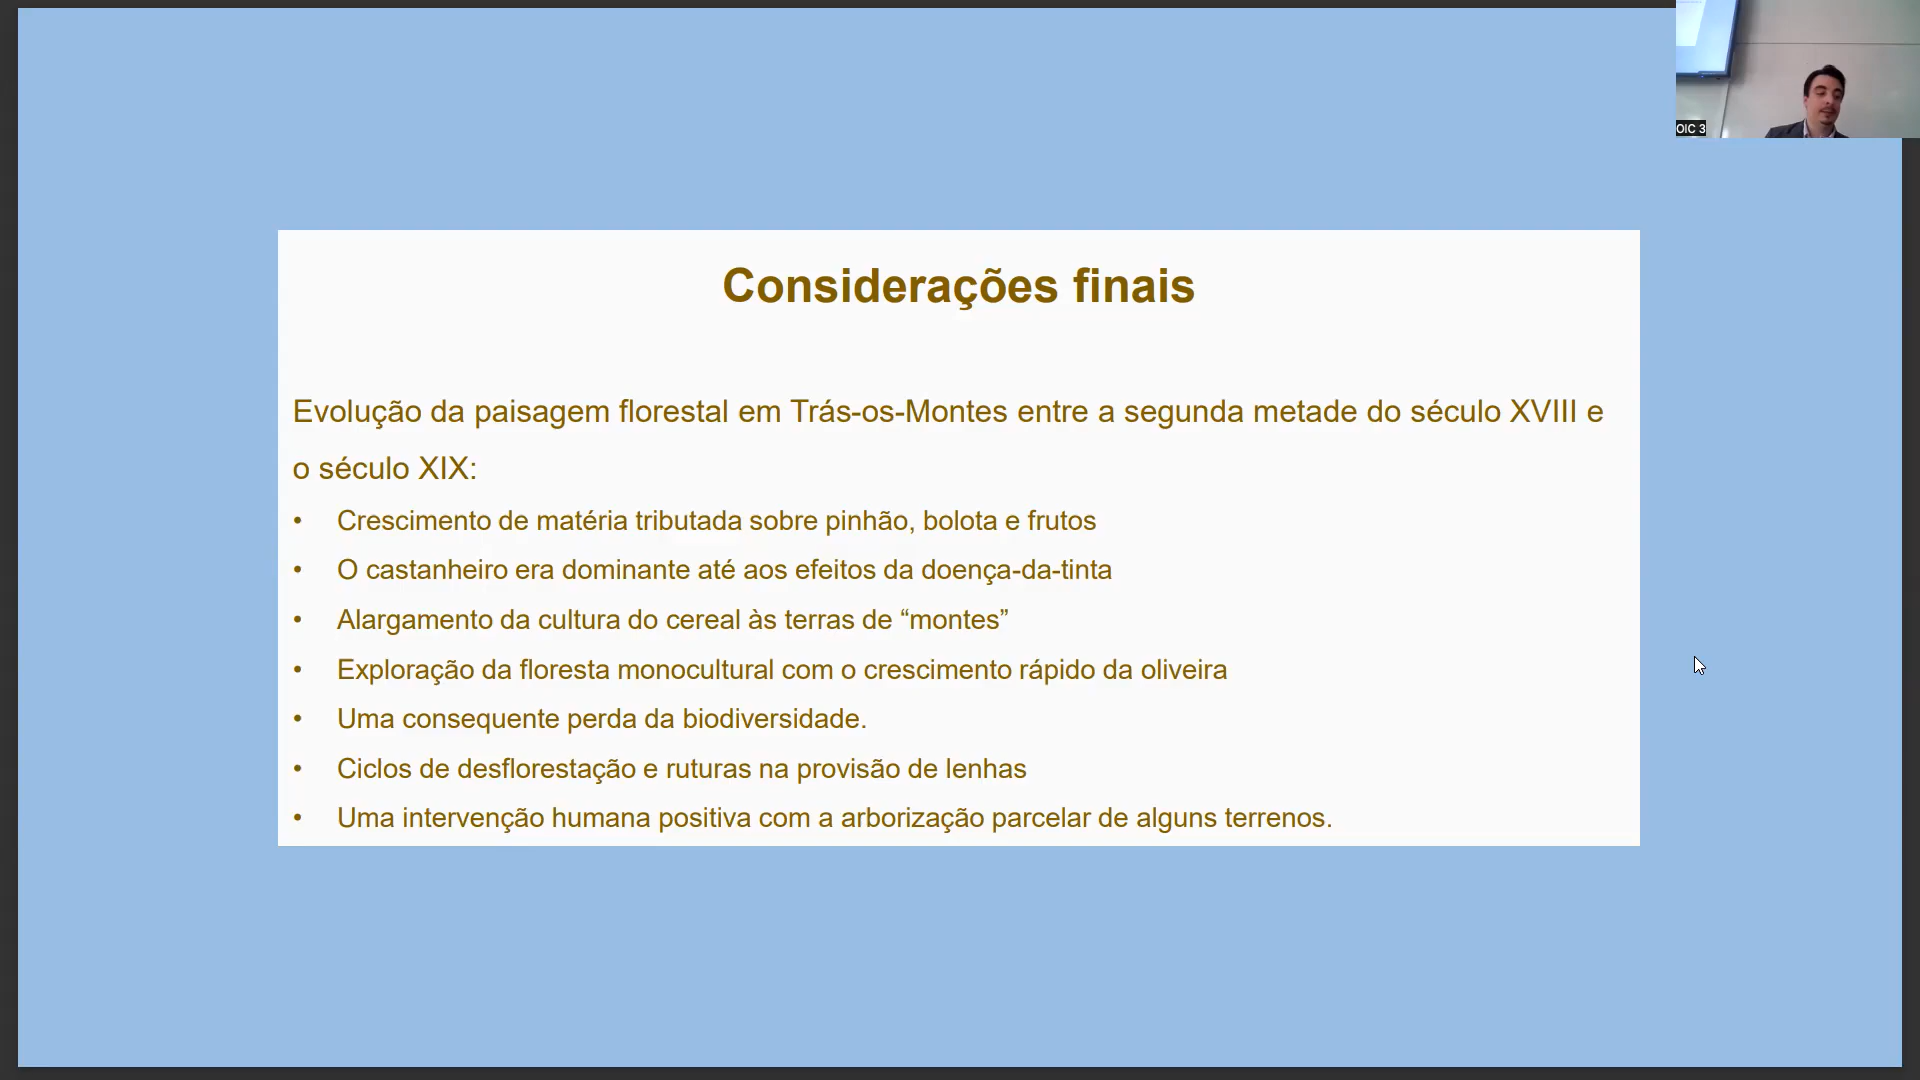 OIC 3
Considerações finais
Evolução da paisagem florestal em Trás-os-Montes entre a segunda metade do século XVIII e
o século XIX:
• Crescimento de matéria tributada sobre pinhão, bolota e frutos
• O castanheiro era dominante até aos efeitos da doença-da-tinta
• Alargamento da cultura do cereal às terras de “montes”
• Exploração da floresta monocultural com o crescimento rápido da oliveira
• Uma consequente perda da biodiversidade.
• Ciclos de desflorestação e ruturas na provisão de lenhas
• Uma intervenção humana positiva com a arborização parcelar de alguns terrenos.